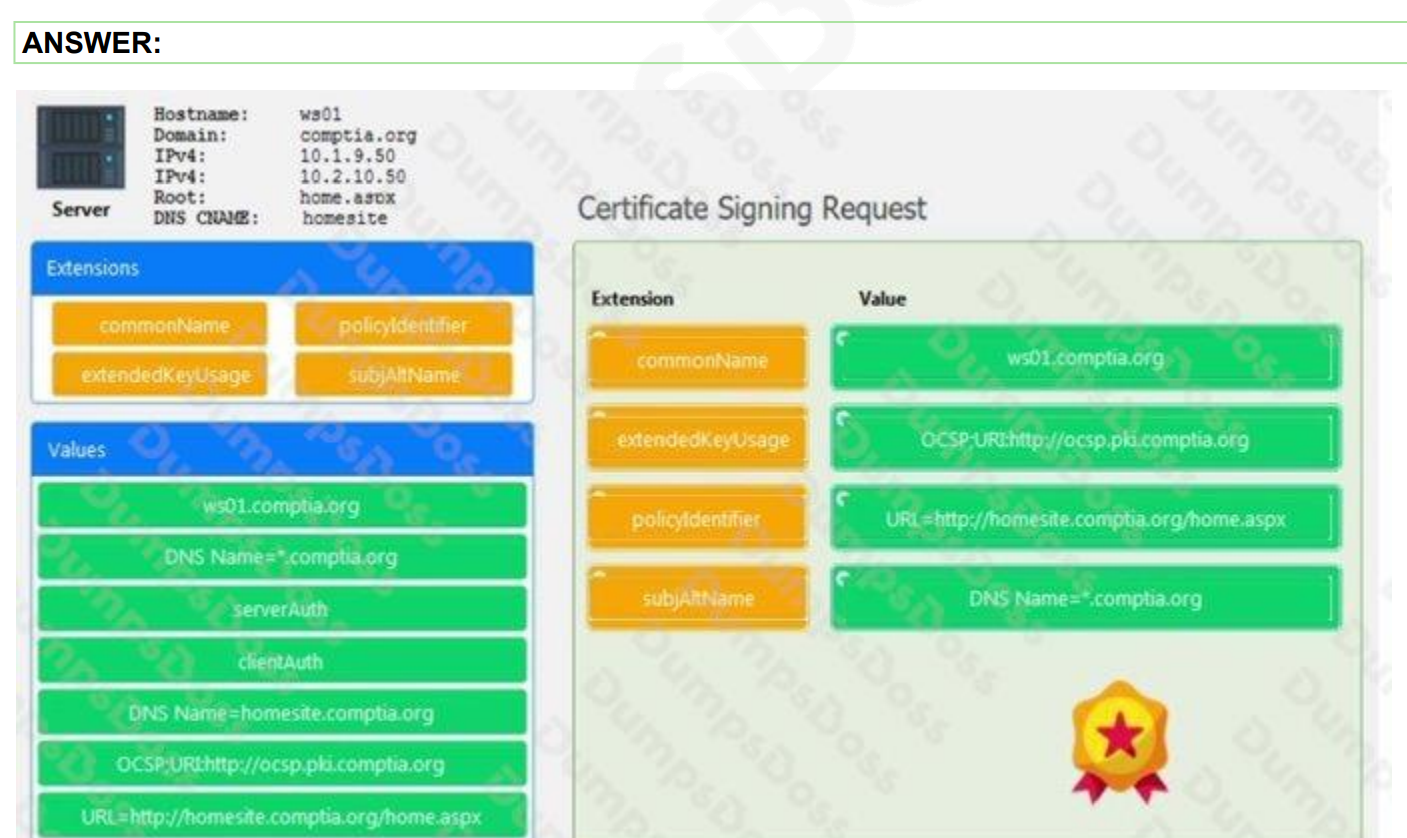 ANSWER:
Hostname: ws01
Domain: comptia.org
IPv4: 10.1.9.50
IPv4: 10.2.10.50
Root: home.aspx
DNS CNAME: homesite
Server
Certificate Signing Request
Extensions
commonName policyIdentifier
extendedKeyUsage subjAltName
Values
ws01.comptia.org
DNS Name=*.comptia.org
serverAuth
clientAuth
DNS Name=homesite.comptia.org
OCSP;URI:http://ocsp.pki.comptia.org
URL=http://homesite.comptia.org/home.aspx
Extension Value
commonName ws01.comptia.org
extendedKeyUsage OCSP;URI:http://ocsp.pki.comptia.org
policyIdentifier URL=http://homesite.comptia.org/home.aspx
subjAltName DNS Name=*.comptia.org
DumpsDoss